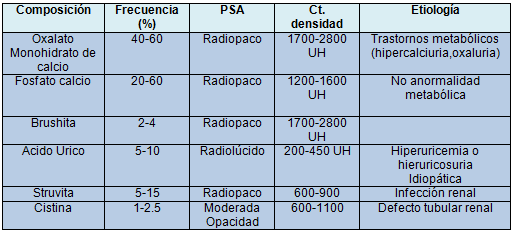 Composición Frecuencia (%) PSA Ct. densidad Etiología
Oxalato Monohidrato de calcio 40-60 Radiopaco 1700-2800 UH Trastornos metabólicos (hipercalciuria,oxaluria)
Fosfato calcio 20-60 Radiopaco 1200-1600 UH No anormalidad metabólica
Brushita 2-4 Radiopaco 1700-2800 UH
Acido Urico 5-10 Radiolúcido 200-450 UH Hiperuricemia o hieruricosuria Idiopática
Struvita 5-15 Radiopaco 600-900 Infección renal
Cistina 1-2.5 Moderada Opacidad 600-1100 Defecto tubular renal